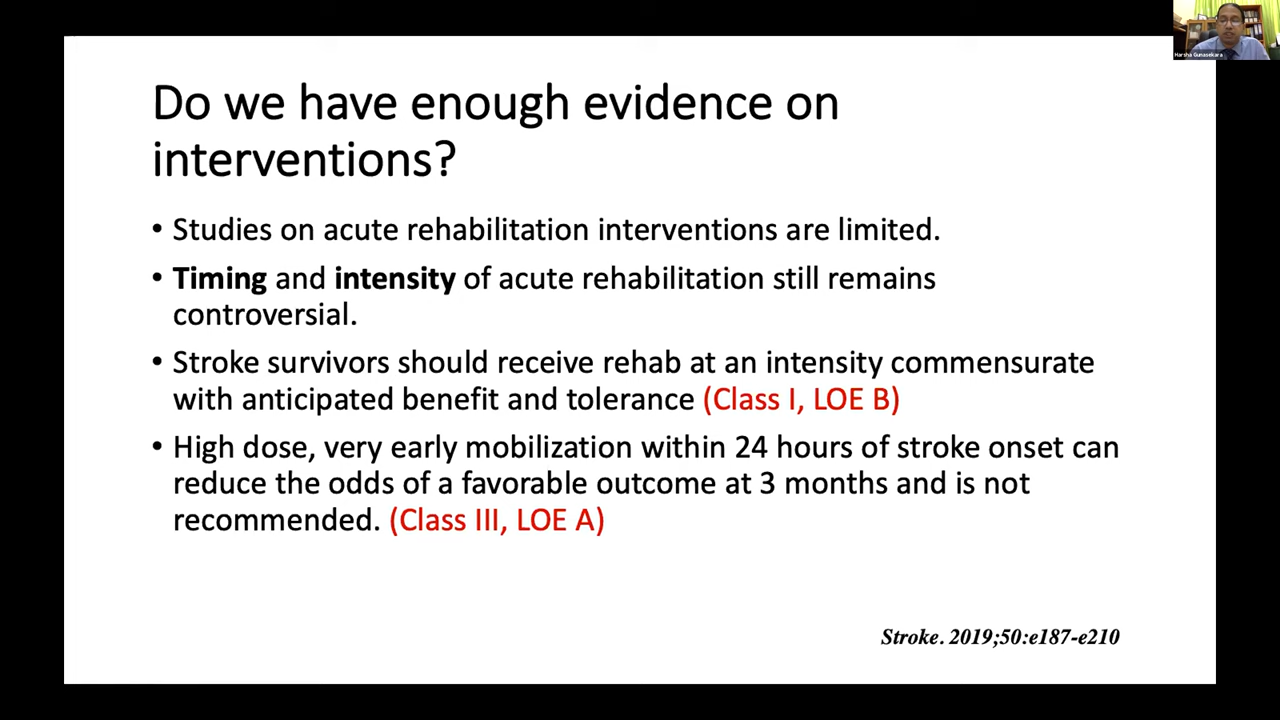 Harsha Gunasekara
Do we have enough evidence on
interventions?
• Studies on acute rehabilitation interventions are limited.
• Timing and intensity of acute rehabilitation still remains
controversial.
• Stroke survivors should receive rehab at an intensity commensurate
with anticipated benefit and tolerance (Class I, LOE B)
• High dose, very early mobilization within 24 hours of stroke onset can
reduce the odds of a favorable outcome at 3 months and is not
recommended. (Class III, LOE A)
Stroke. 2019;50:e187-e210